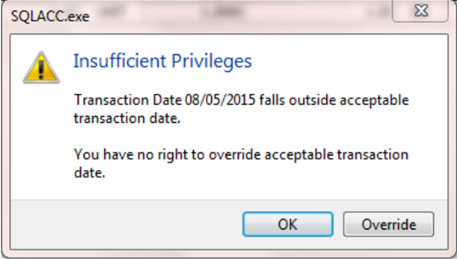 SQLACC.exe
Insufficient Privileges
Transaction Date 08/05/2015 falls outside acceptable
transaction date.
You have no right to override acceptable transaction
date.
OK
Override